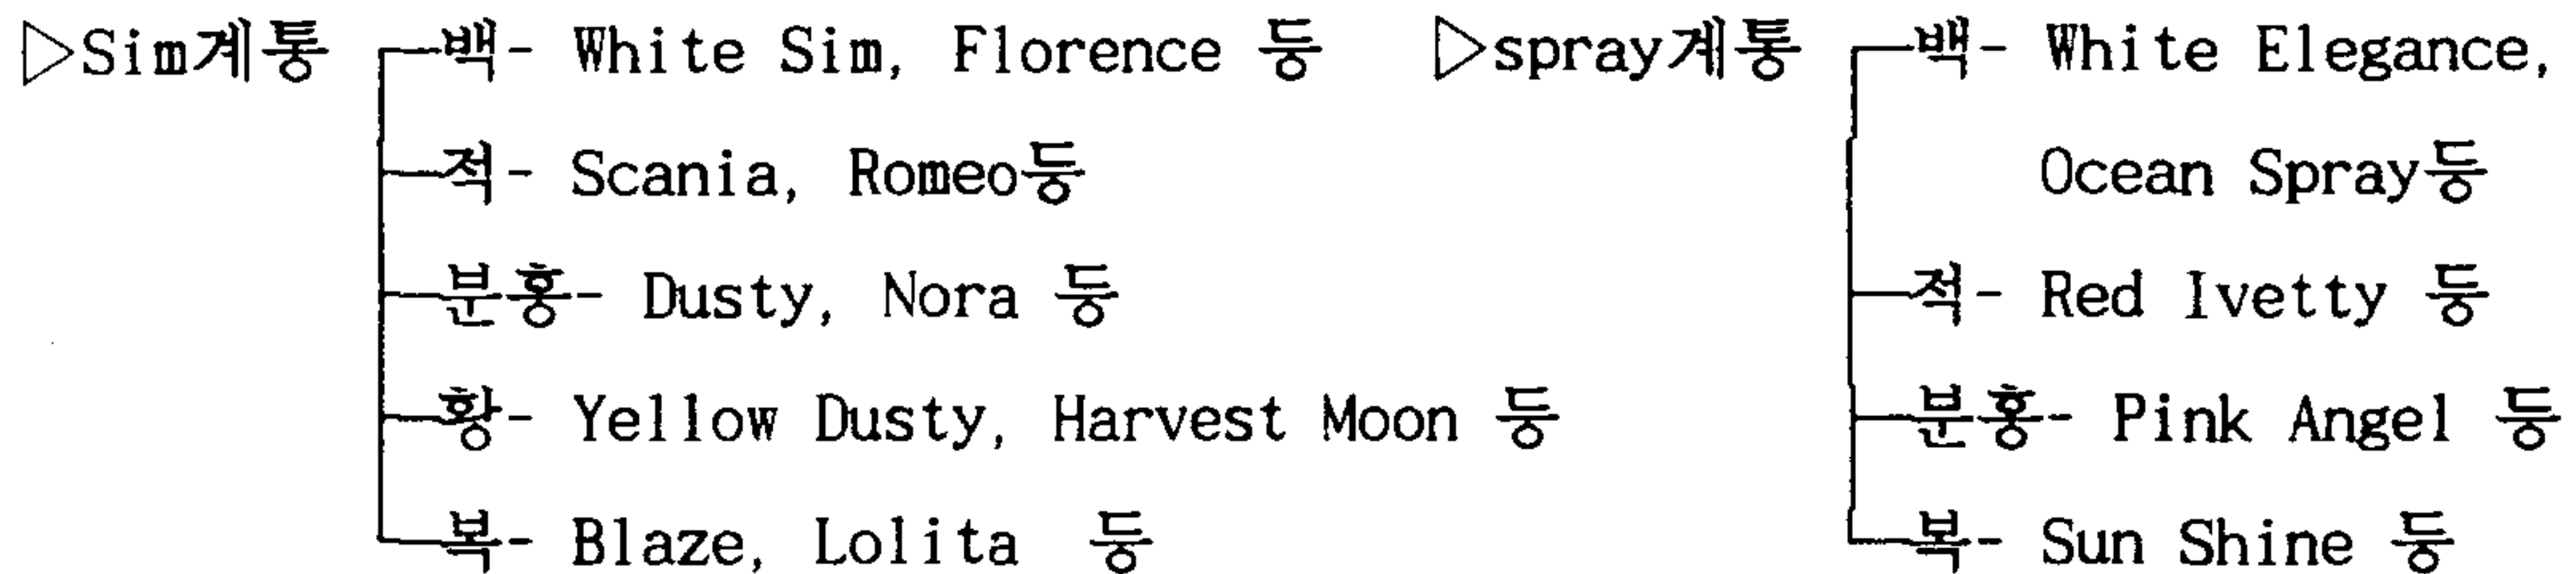 ▷Sim계통 백- White Sim, Florence 등
적- Scania, Romeo등
분홍- Dusty, Nora 등
황- Yellow Dusty, Harvest Moon 등
복- Blaze, Lolita 등
▷spray계통 백- White Elegance,
Ocean Spray등
적- Red Ivetty 등
분홍- Pink Angel 등
복- Sun Shine 등